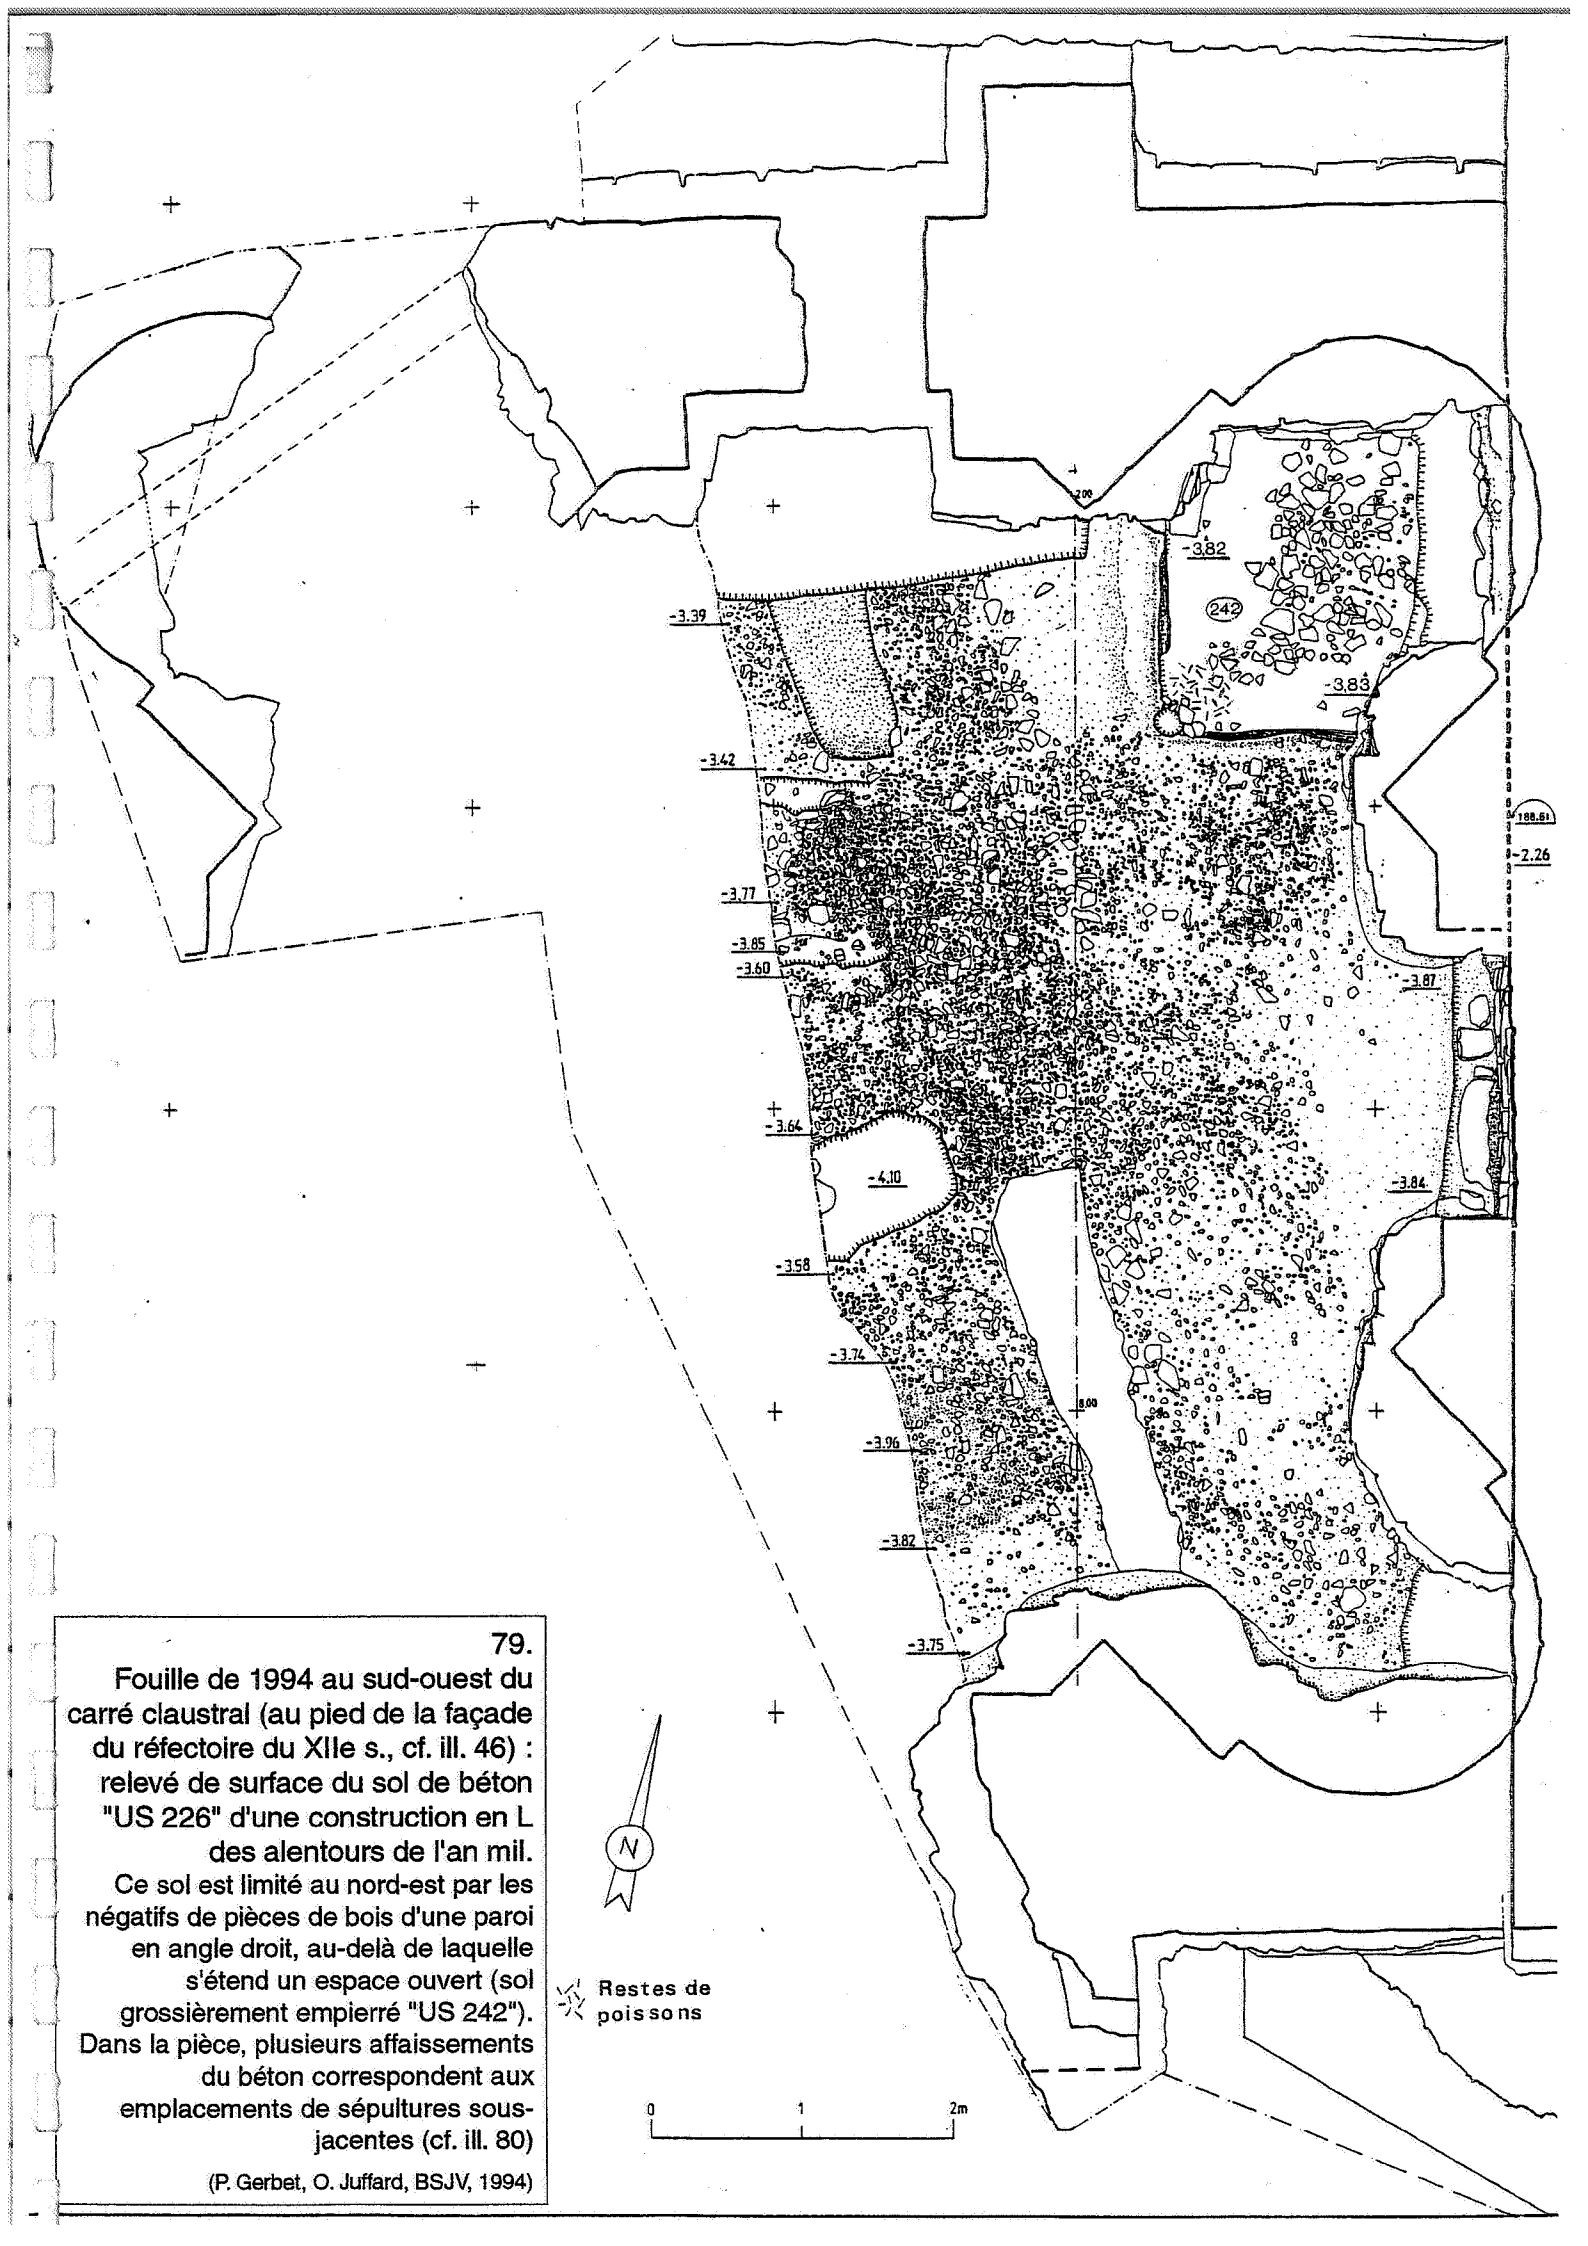 200
-3.82
242
-3.39
-3.83
-3.42
188.61
-2.26
-3.77
-3.85
-3.60
-3.87
6.00
-3.64
-4.10
-3.84
-3.58
-3.74
8.00
-3.96
-3.82
-3.75
79.
Fouille de 1994 au sud-ouest du
carré claustral (au pied de la façade
du réfectoire du XIIe s., cf. ill. 46) :
relevé de surface du sol de béton
"US 226" d'une construction en L
des alentours de l'an mil.
Ce sol est limité au nord-est par les
négatifs de pièces de bois d'une paroi
en angle droit, au-delà de laquelle
s'étend un espace ouvert (sol
grossièrement empierré "US 242").
Dans la pièce, plusieurs affaissements
du béton correspondent aux
emplacements de sépultures sous-
jacentes (cf. ill. 80)
(P. Gerbet, O. Juffard, BSJV, 1994)
N
Restes de
poissons
0 1 2m